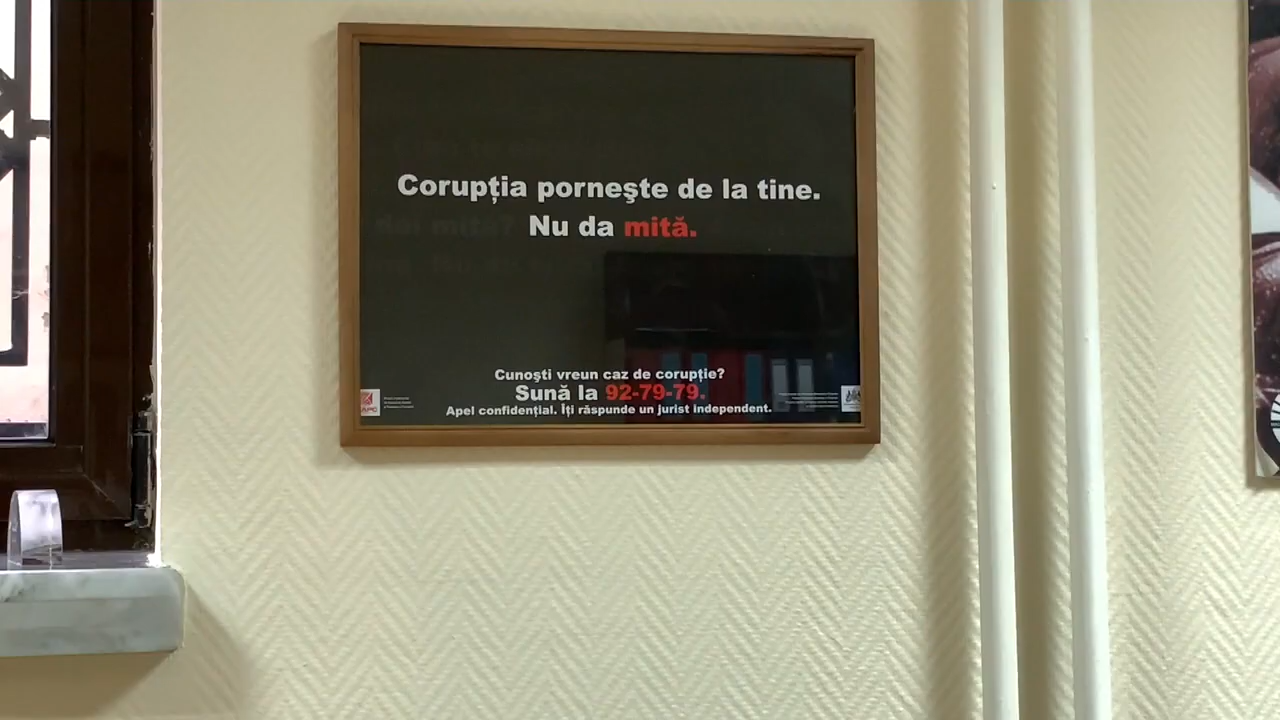 Corupția pornește de la tine.
Nu da mită.
Cunoști vreun caz de corupție?
Sună la 92-79-79.
Apel confidențial. Îți răspunde un jurist independent.